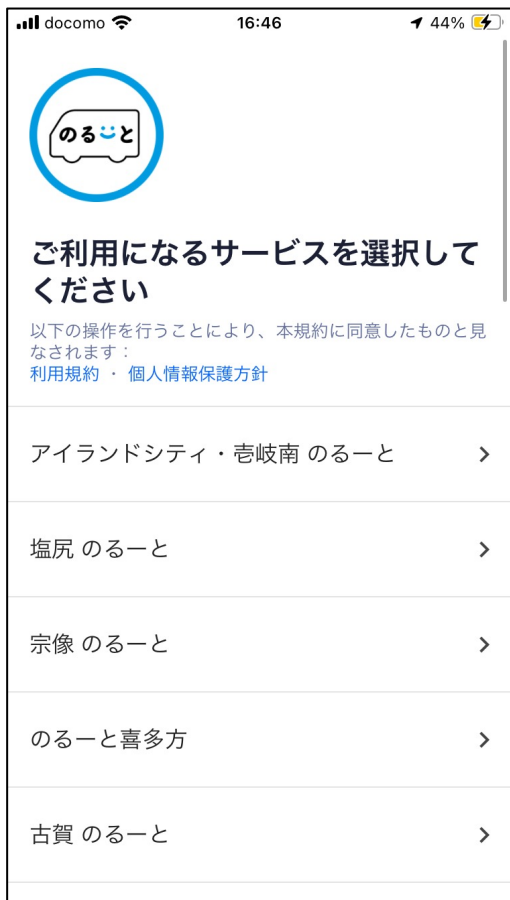 docomo 16:46 44%
のるーと
ご利用になるサービスを選択して
ください
以下の操作を行うことにより、本規約に同意したものと見
なされます：
利用規約 ・ 個人情報保護方針
アイランドシティ・壱岐南 のるーと
塩尻 のるーと
宗像 のるーと
のるーと喜多方
古賀 のるーと